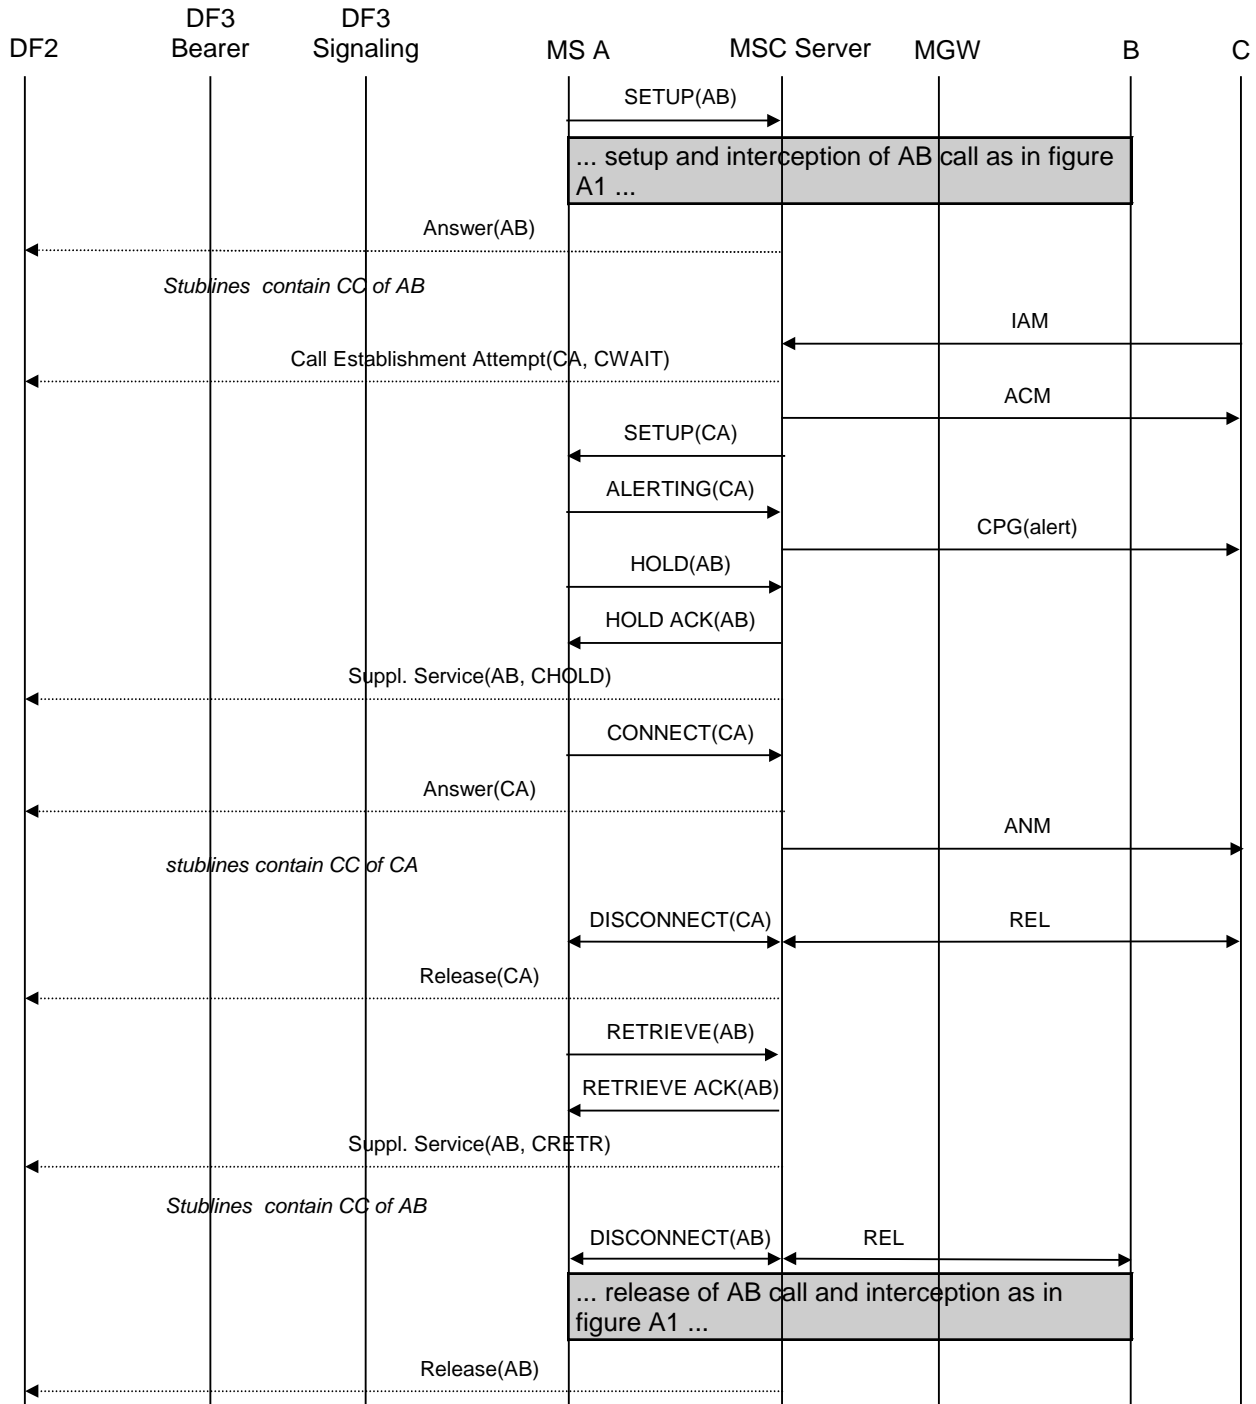 DF2
DF3
Bearer
DF3
Signaling
MS A
MSC Server
MGW
B
C
SETUP(AB)
... setup and interception of AB call as in figure
A1 ...
Answer(AB)
Stublines contain CC of AB
IAM
Call Establishment Attempt(CA, CWAIT)
ACM
SETUP(CA)
ALERTING(CA)
CPG(alert)
HOLD(AB)
HOLD ACK(AB)
Suppl. Service(AB, CHOLD)
CONNECT(CA)
Answer(CA)
ANM
stublines contain CC of CA
DISCONNECT(CA)
REL
Release(CA)
RETRIEVE(AB)
RETRIEVE ACK(AB)
Suppl. Service(AB, CRETR)
Stublines contain CC of AB
DISCONNECT(AB)
REL
... release of AB call and interception as in
figure A1 ...
Release(AB)